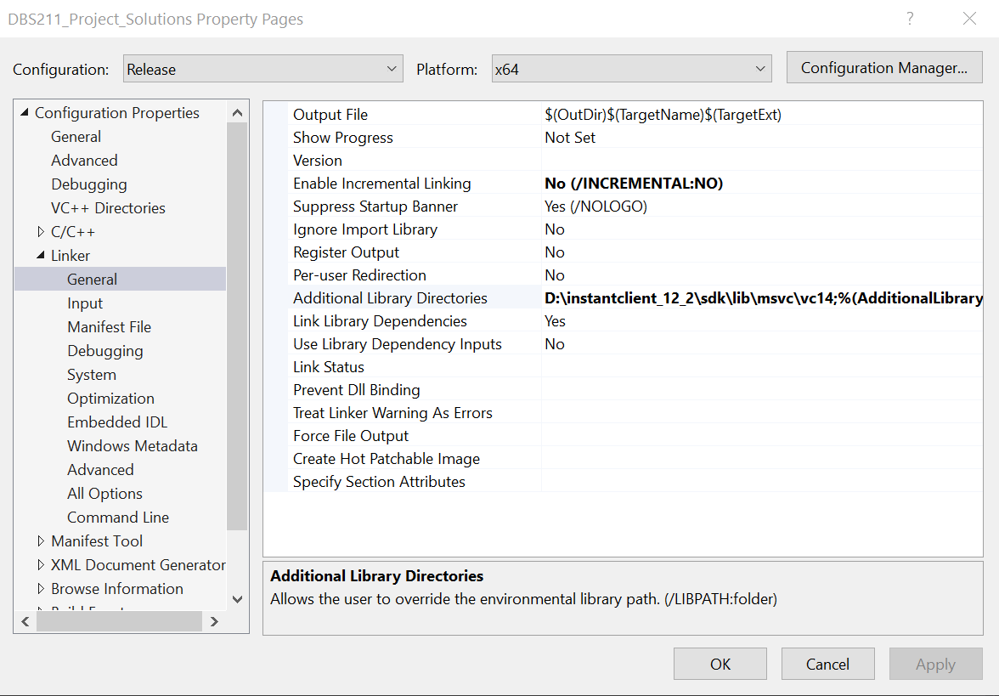 DBS211_Project_Solutions Property Pages
?
Configuration: Release Platform: x64 Configuration Manager...
Configuration Properties
General
Advanced
Debugging
VC++ Directories
C/C++
Linker
General
Input
Manifest File
Debugging
System
Optimization
Embedded IDL
Windows Metadata
Advanced
All Options
Command Line
Manifest Tool
XML Document Generator
Browse Information
Output File $(OutDir)$(TargetName)$(TargetExt)
Show Progress Not Set
Version
Enable Incremental Linking No (/INCREMENTAL:NO)
Suppress Startup Banner Yes (/NOLOGO)
Ignore Import Library No
Register Output No
Per-user Redirection No
Additional Library Directories D:\instantclient_12_2\sdk\lib\msvc\vc14;%(AdditionalLibrary
Link Library Dependencies Yes
Use Library Dependency Inputs No
Link Status
Prevent Dll Binding
Treat Linker Warning As Errors
Force File Output
Create Hot Patchable Image
Specify Section Attributes
Additional Library Directories
Allows the user to override the environmental library path. (/LIBPATH:folder)
OK Cancel Apply